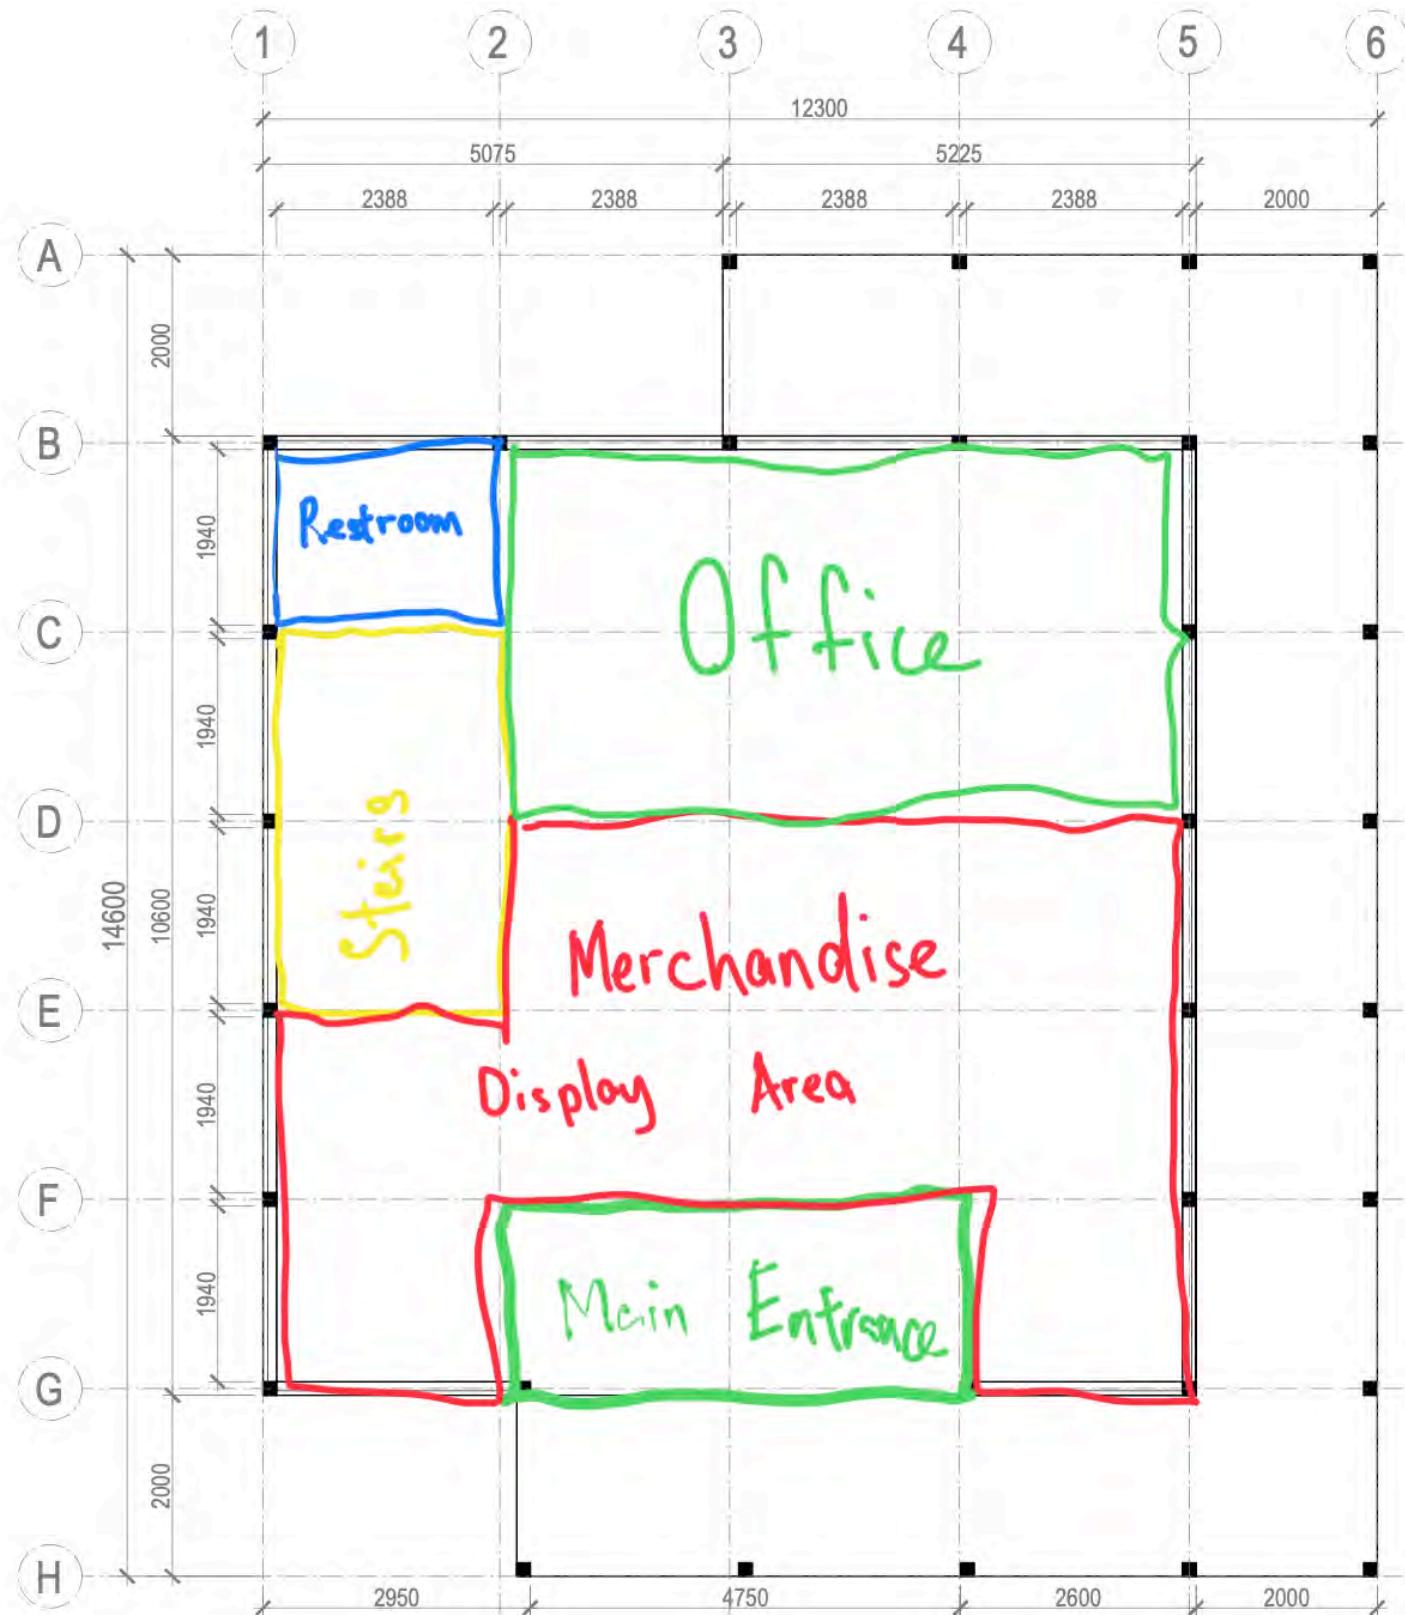 1 2 3 4 5 6
12300
5075 5225
2388 2388 2388 2388 2000
A
2000
B
Restroom
1940
Office
C
1940
D
Stairs
14600 10600 1940
Merchandise
E
Display Area
1940
F
Main Entrance
1940
G
2000
H
2950 4750 2600 2000